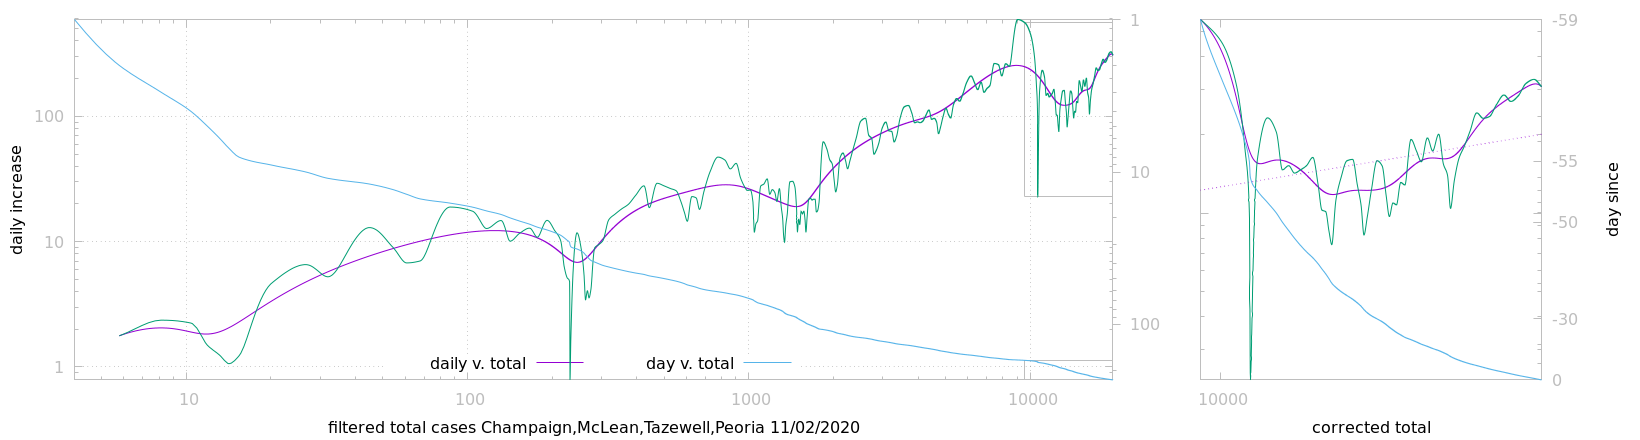 daily increase
100
10
1
10
100
1000
10000
1
10
100
daily v. total
day v. total
filtered total cases Champaign,McLean,Tazewell,Peoria 11/02/2020
10000
-59
-55
-50
-30
0
day since
corrected total